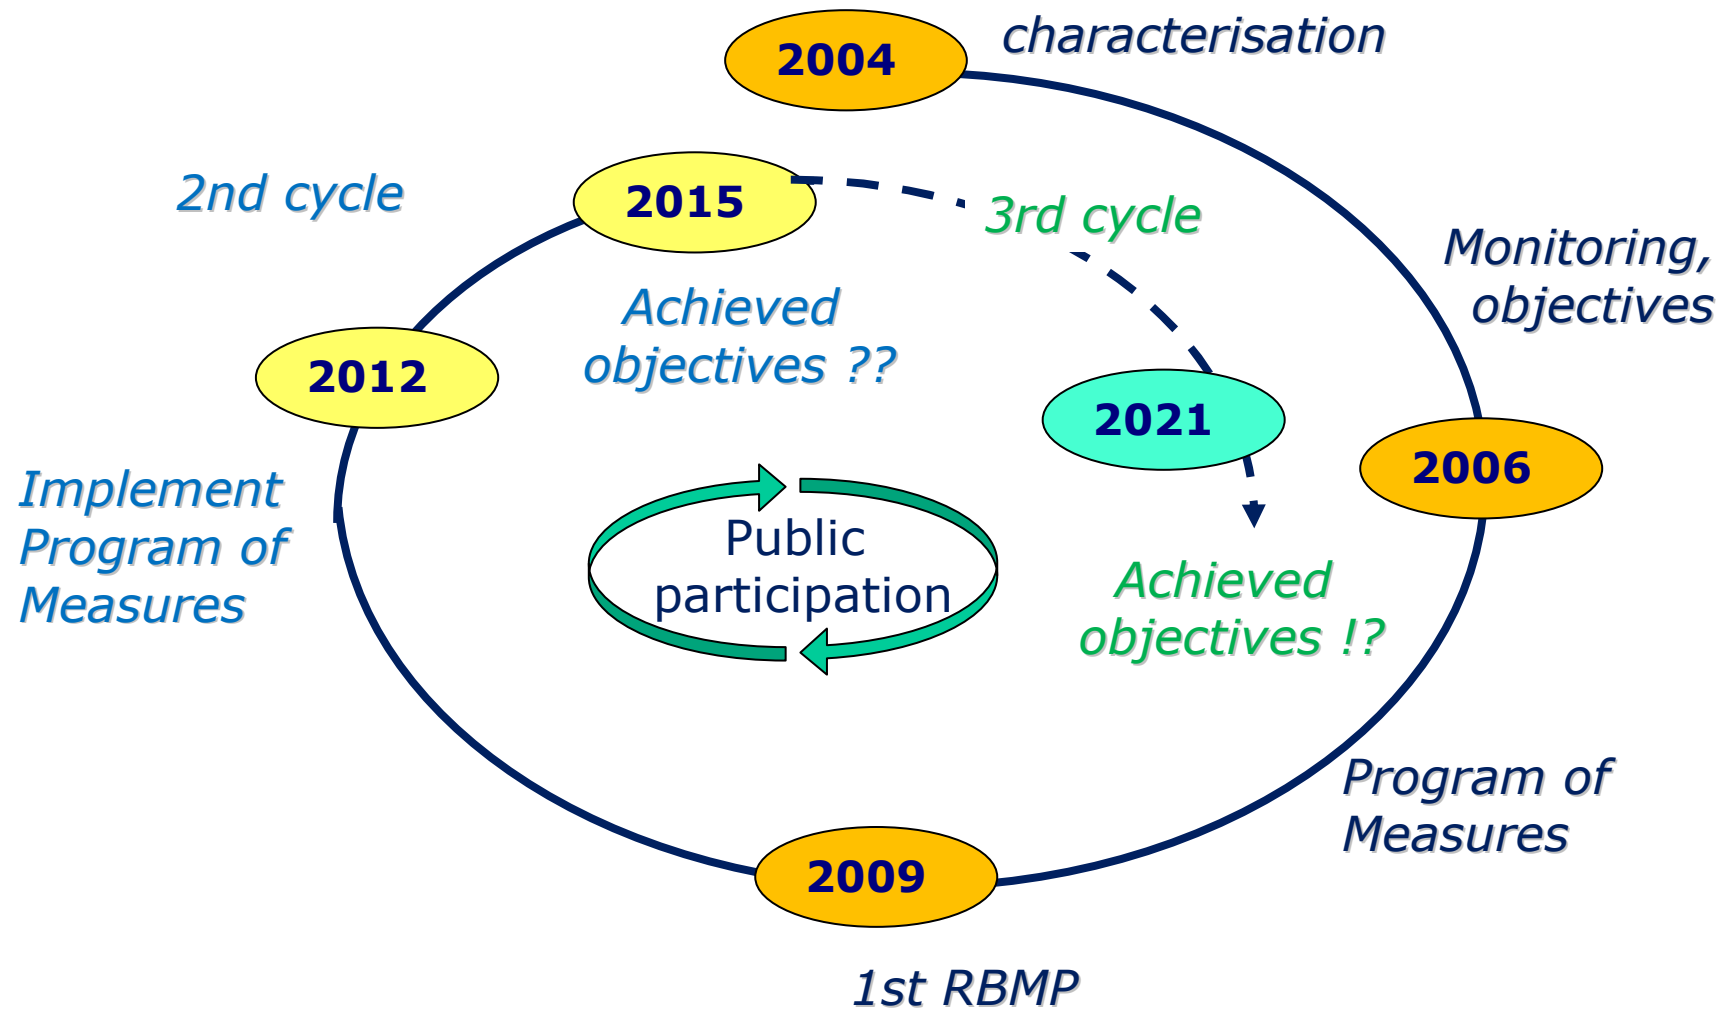 2004
characterisation
Monitoring,
objectives
2006
Program of
Measures
2009
1st RBMP
Implement
Program of
Measures
2012
2nd cycle
2015
Achieved
objectives ??
3rd cycle
2021
Achieved
objectives !?
Public
participation